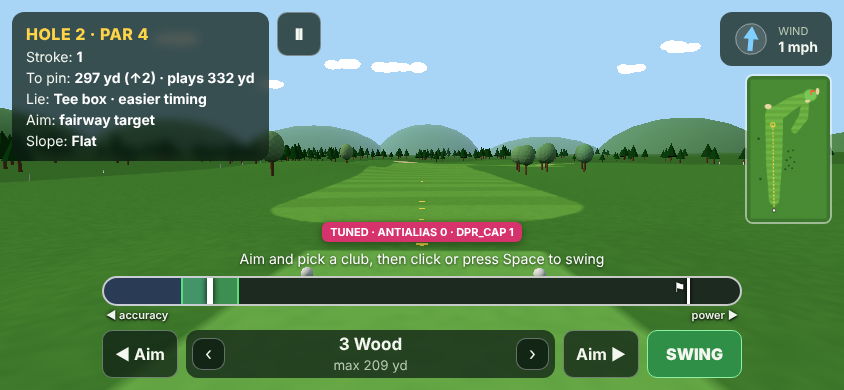 HOLE 2 · PAR 4
Stroke: 1
To pin: 297 yd (↑2) · plays 332 yd
Lie: Tee box · easier timing
Aim: fairway target
Slope: Flat
WIND
1 mph
TUNED · ANTIALIAS 0 · DPR_CAP 1
Aim and pick a club, then click or press Space to swing
◀ accuracy
power ▶
◀ Aim
‹
3 Wood
max 209 yd
›
Aim ▶
SWING